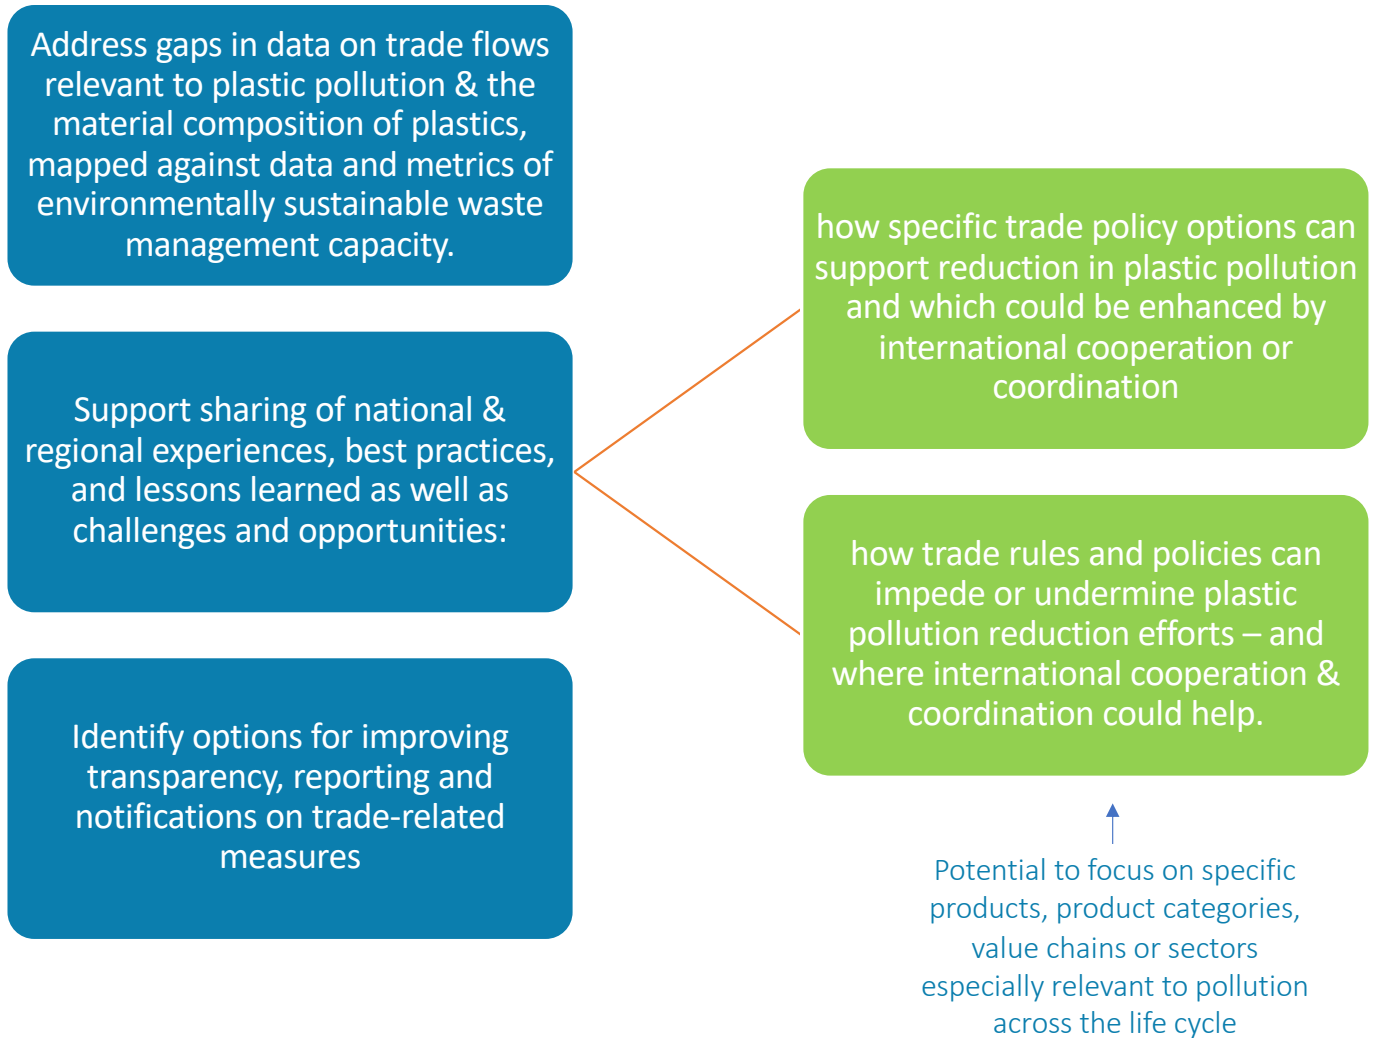 Address gaps in data on trade flows
relevant to plastic pollution & the
material composition of plastics,
mapped against data and metrics of
environmentally sustainable waste
management capacity.
Support sharing of national &
regional experiences, best practices,
and lessons learned as well as
challenges and opportunities:
Identify options for improving
transparency, reporting and
notifications on trade-related
measures
how specific trade policy options can
support reduction in plastic pollution
and which could be enhanced by
international cooperation or
coordination
how trade rules and policies can
impede or undermine plastic
pollution reduction efforts – and
where international cooperation &
coordination could help.
Potential to focus on specific
products, product categories,
value chains or sectors
especially relevant to pollution
across the life cycle